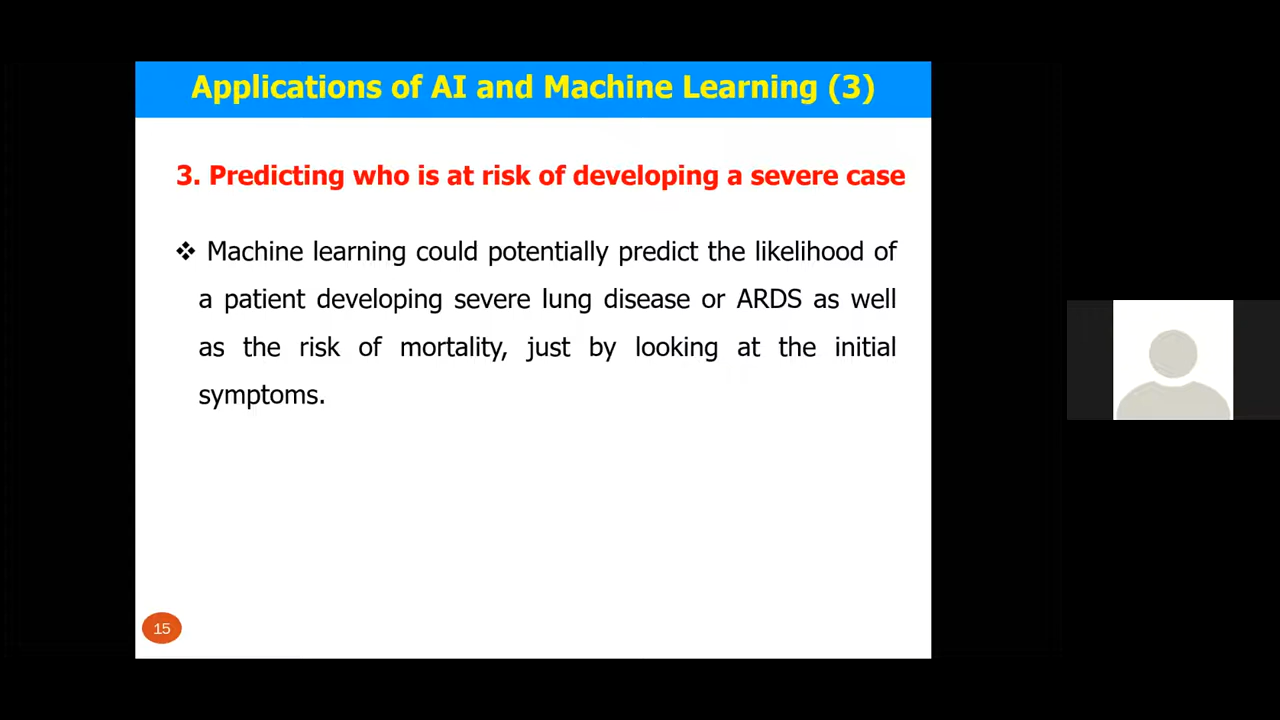 Applications of AI and Machine Learning (3)
3. Predicting who is at risk of developing a severe case
❖ Machine learning could potentially predict the likelihood of
a patient developing severe lung disease or ARDS as well
as the risk of mortality, just by looking at the initial
symptoms.
15